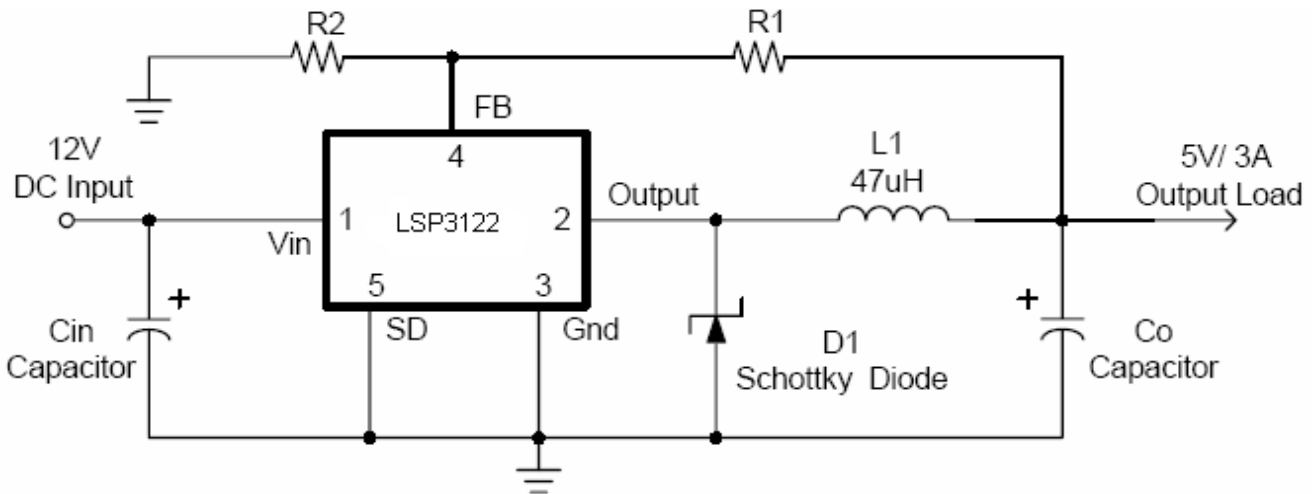 R2
R1
FB
4
12V
DC Input
Vin
1
LSP3122
2
Output
L1
47uH
5V/ 3A
Output Load
5
3
SD
Gnd
+
Cin
Capacitor
D1
Schottky Diode
+
Co
Capacitor